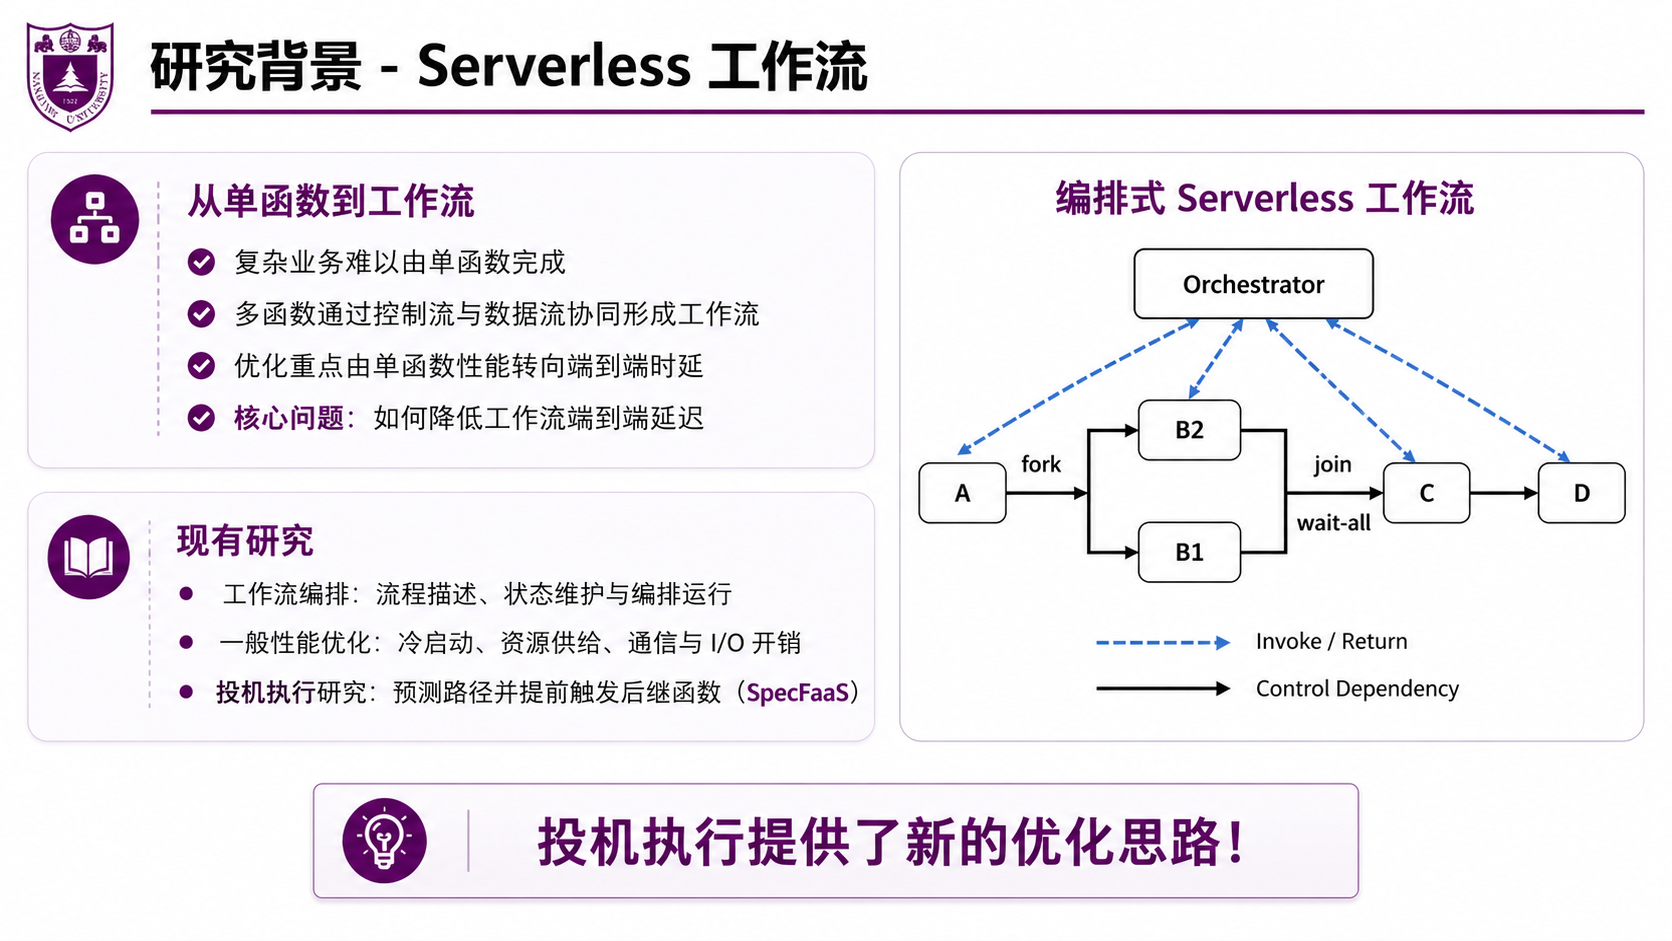 NANJING UNIVERSITY
1902
研究背景 - Serverless 工作流
从单函数到工作流
复杂业务难以由单函数完成
多函数通过控制流与数据流协同形成工作流
优化重点由单函数性能转向端到端时延
核心问题：如何降低工作流端到端延迟
现有研究
工作流编排：流程描述、状态维护与编排运行
一般性能优化：冷启动、资源供给、通信与 I/O 开销
投机执行研究：预测路径并提前触发后继函数（SpecFaaS）
编排式 Serverless 工作流
Orchestrator
B2
fork
join
A
C
D
wait-all
B1
Invoke / Return
Control Dependency
投机执行提供了新的优化思路！